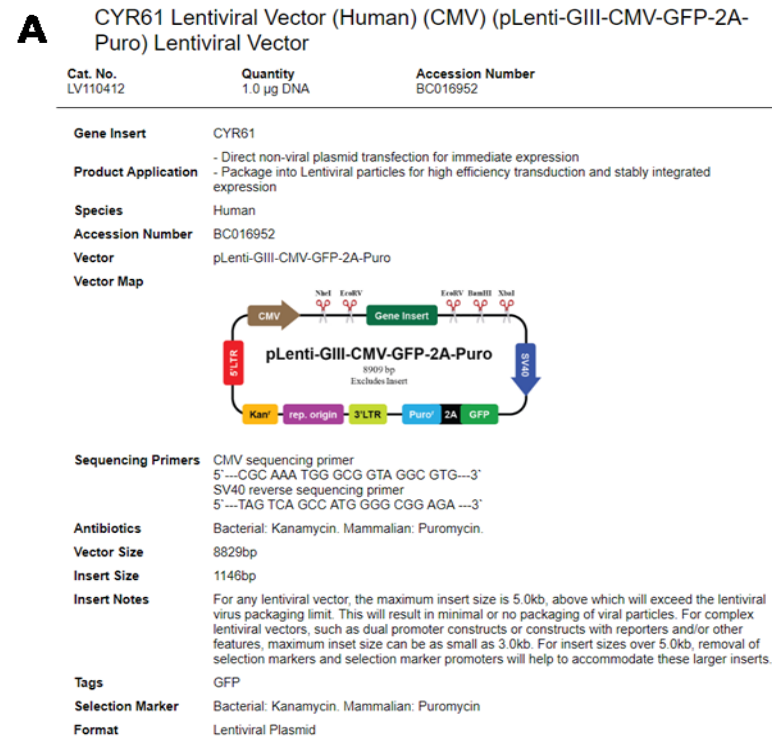 A
CYR61 Lentiviral Vector (Human) (CMV) (pLenti-GIII-CMV-GFP-2A-
Puro) Lentiviral Vector
Cat. No. Quantity Accession Number
LV110412 1.0 µg DNA BC016952
Gene Insert CYR61
Product Application - Direct non-viral plasmid transfection for immediate expression
- Package into Lentiviral particles for high efficiency transduction and stably integrated
expression
Species Human
Accession Number BC016952
Vector pLenti-GIII-CMV-GFP-2A-Puro
Vector Map
NheI EcoRV EcoRV BamHI XbaI
CMV Gene Insert
5'LTR
pLenti-GIII-CMV-GFP-2A-Puro
8909 bp
Excludes Insert
SV40
Kanʳ rep. origin 3'LTR Puroʳ 2A GFP
Sequencing Primers CMV sequencing primer
5`---CGC AAA TGG GCG GTA GGC GTG---3`
SV40 reverse sequencing primer
5`---TAG TCA GCC ATG GGG CGG AGA ---3`
Antibiotics Bacterial: Kanamycin. Mammalian: Puromycin.
Vector Size 8829bp
Insert Size 1146bp
Insert Notes For any lentiviral vector, the maximum insert size is 5.0kb, above which will exceed the lentiviral
virus packaging limit. This will result in minimal or no packaging of viral particles. For complex
lentiviral vectors, such as dual promoter constructs or constructs with reporters and/or other
features, maximum inset size can be as small as 3.0kb. For insert sizes over 5.0kb, removal of
selection markers and selection marker promoters will help to accommodate these larger inserts.
Tags GFP
Selection Marker Bacterial: Kanamycin. Mammalian: Puromycin
Format Lentiviral Plasmid